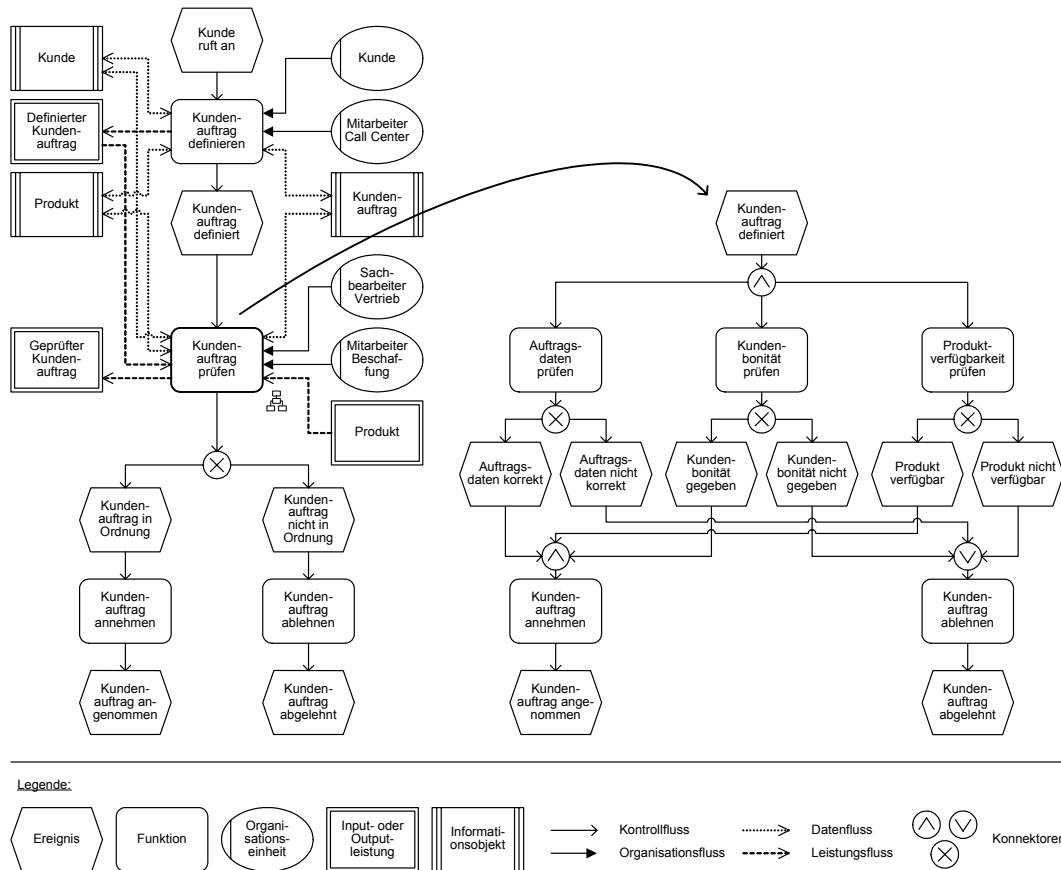 Kunde
ruft an
Kunde
Kunde
Definierter
Kunden-
auftrag
Kunden-
auftrag
definieren
Mitarbeiter
Call Center
Produkt
Kunden-
auftrag
definiert
Kunden-
auftrag
Sach-
bearbeiter
Vertrieb
Geprüfter
Kunden-
auftrag
Kunden-
auftrag
prüfen
Mitarbeiter
Beschaf-
fung
Produkt
Kunden-
auftrag in
Ordnung
Kunden-
auftrag
nicht in
Ordnung
Kunden-
auftrag
annehmen
Kunden-
auftrag
ablehnen
Kunden-
auftrag an-
genommen
Kunden-
auftrag
abgelehnt
Kunden-
auftrag
definiert
Auftrags-
daten
prüfen
Kunden-
bonität
prüfen
Produkt-
verfügbarkeit
prüfen
Auftrags-
daten korrekt
Auftrags-
daten nicht
korrekt
Kunden-
bonität
gegeben
Kunden-
bonität nicht
gegeben
Produkt
verfügbar
Produkt nicht
verfügbar
Kunden-
auftrag
annehmen
Kunden-
auftrag
ablehnen
Kunden-
auftrag ange-
nommen
Kunden-
auftrag
abgelehnt
Legende:
Ereignis
Funktion
Organi-
sations-
einheit
Input- oder
Output-
leistung
Informati-
onsobjekt
Kontrollfluss
Organisationsfluss
Datenfluss
Leistungsfluss
Konnektoren